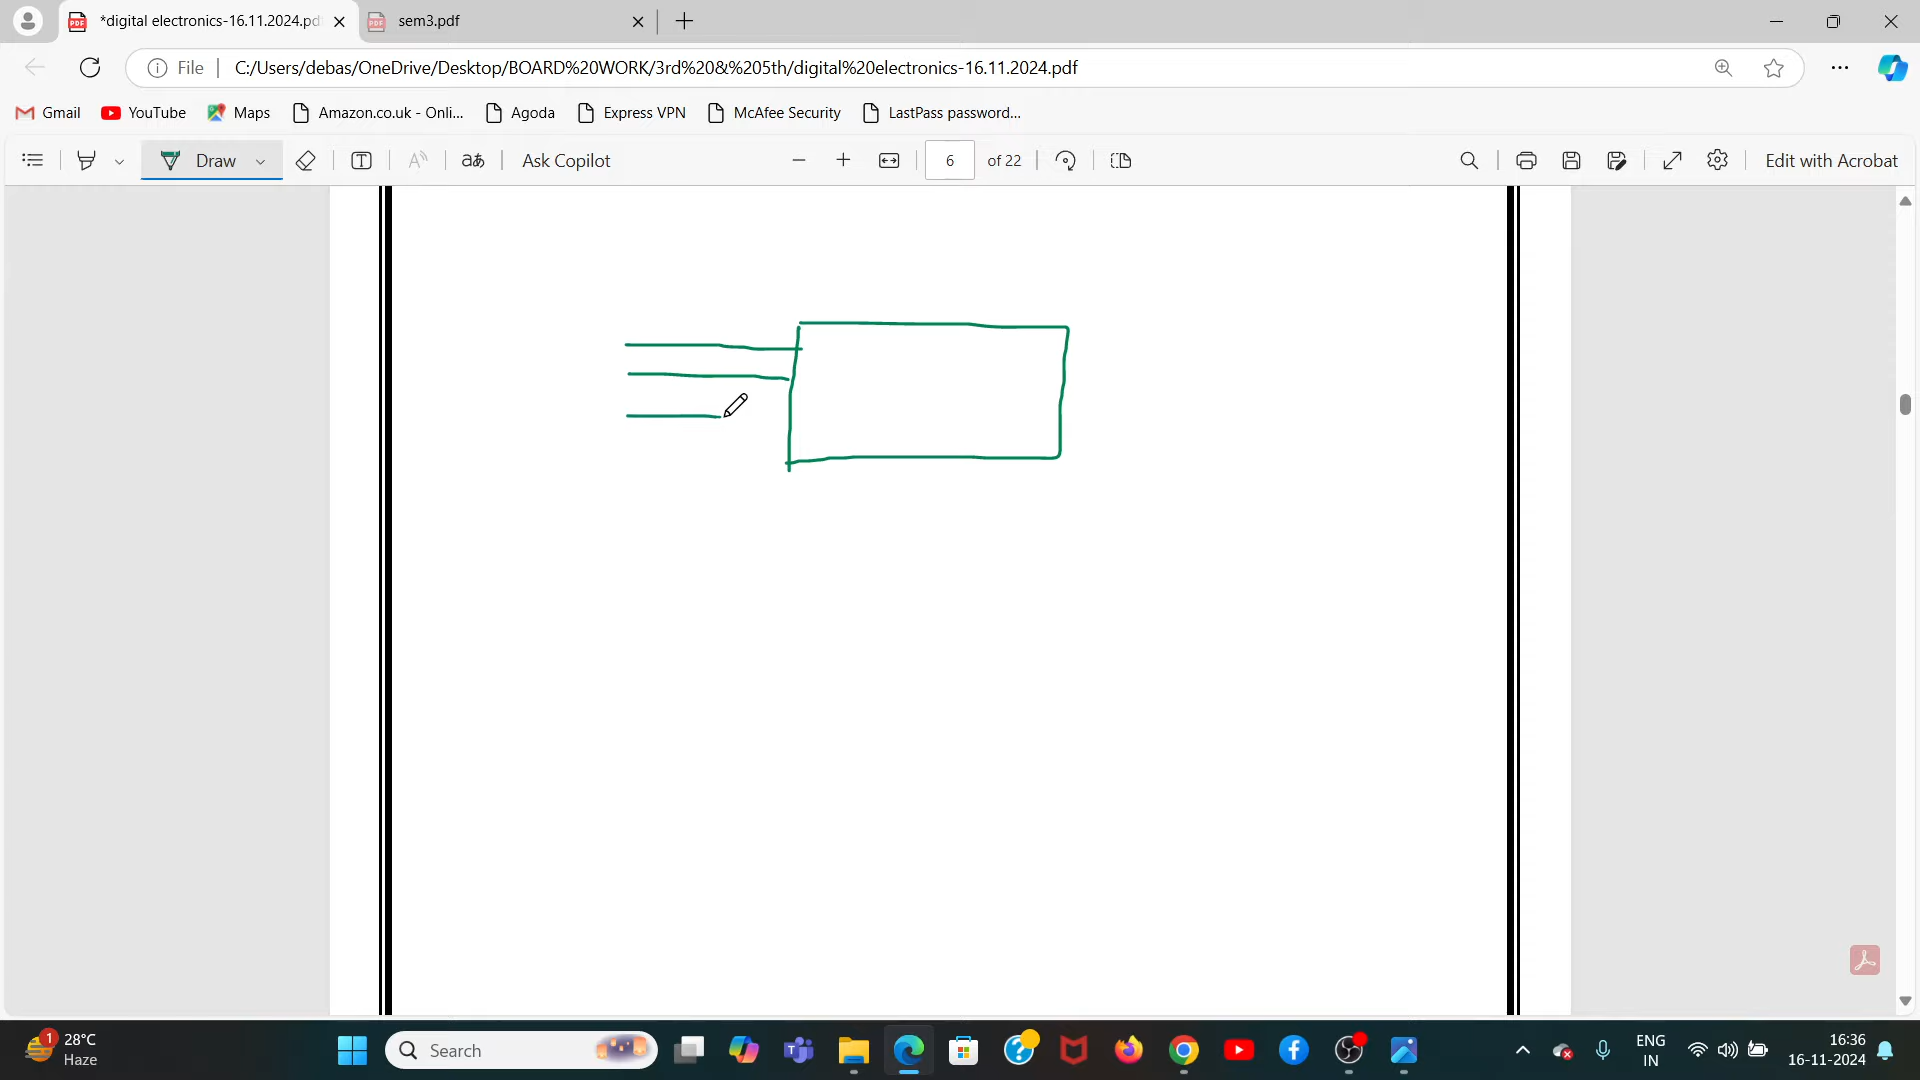 *digital electronics-16.11.2024.pd
sem3.pdf
File
C:/Users/debas/OneDrive/Desktop/BOARD%20WORK/3rd%20&%205th/digital%20electronics-16.11.2024.pdf
Gmail
YouTube
Maps
Amazon.co.uk - Onli...
Agoda
Express VPN
McAfee Security
LastPass password...
Draw
Ask Copilot
6 of 22
Edit with Acrobat
1
28°C
Haze
Search
ENG
IN
16:36
16-11-2024